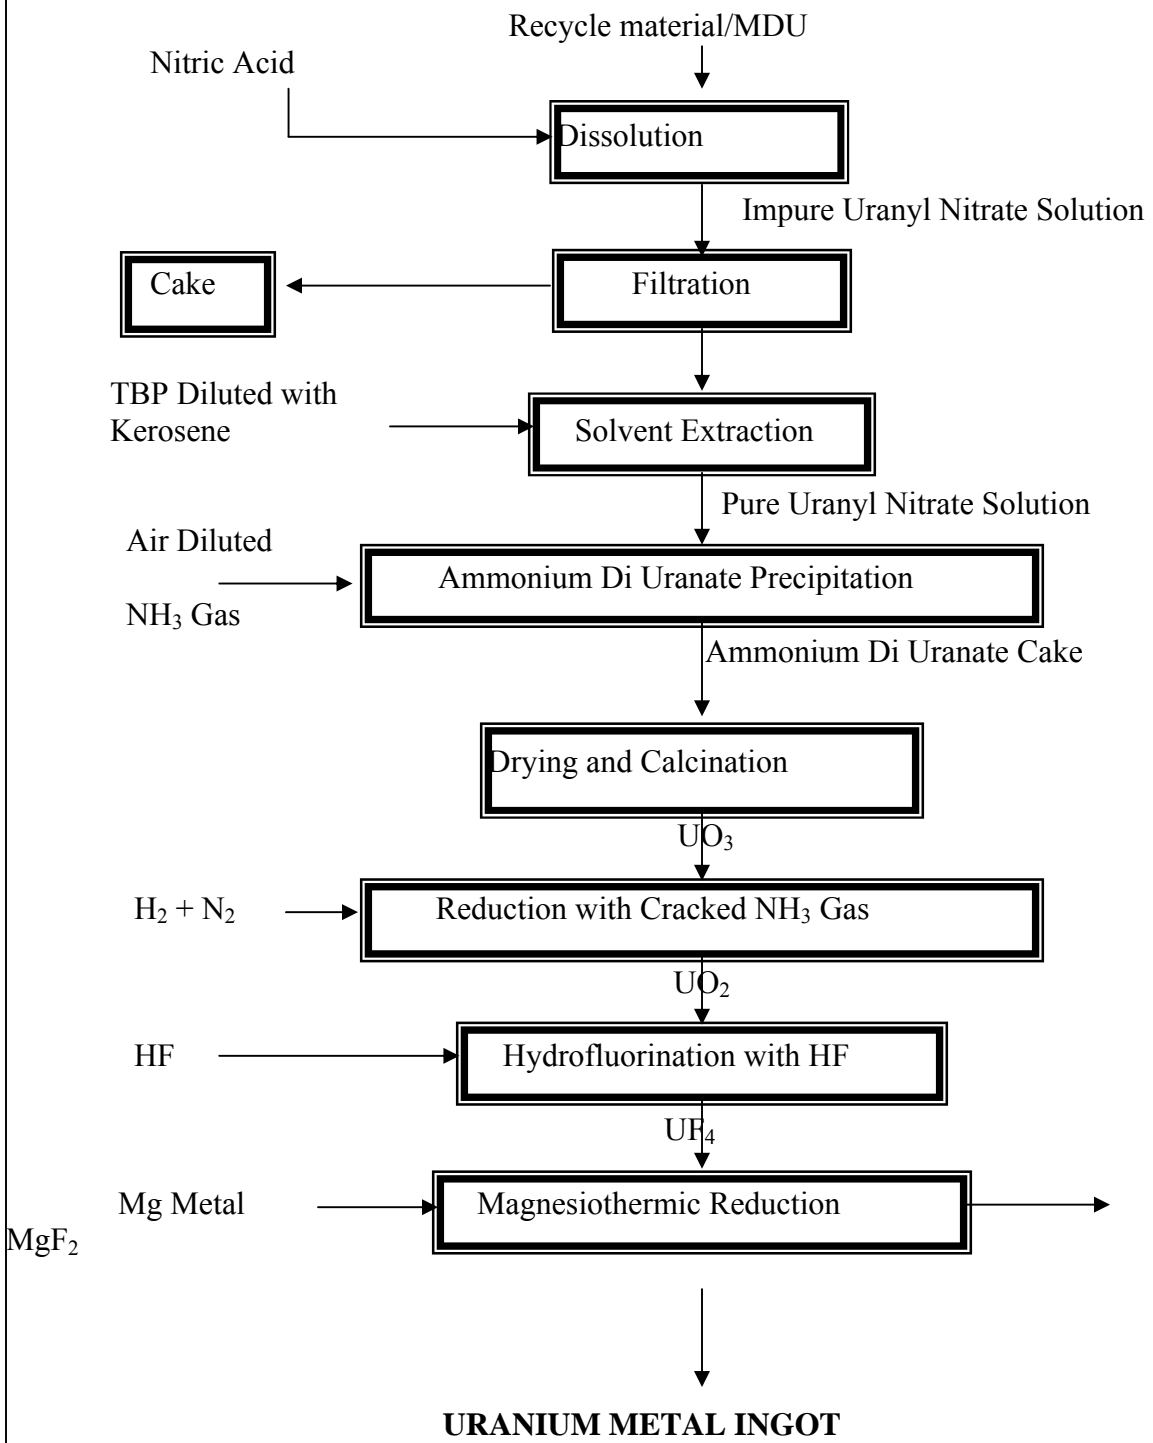 Recycle material/MDU
Nitric Acid
Dissolution
Impure Uranyl Nitrate Solution
Cake
Filtration
TBP Diluted with
Kerosene
Solvent Extraction
Pure Uranyl Nitrate Solution
Air Diluted
NH₃ Gas
Ammonium Di Uranate Precipitation
Ammonium Di Uranate Cake
Drying and Calcination
UO₃
H₂ + N₂
Reduction with Cracked NH₃ Gas
UO₂
HF
Hydrofluorination with HF
UF₄
Mg Metal
Magnesiothermic Reduction
MgF₂
URANIUM METAL INGOT